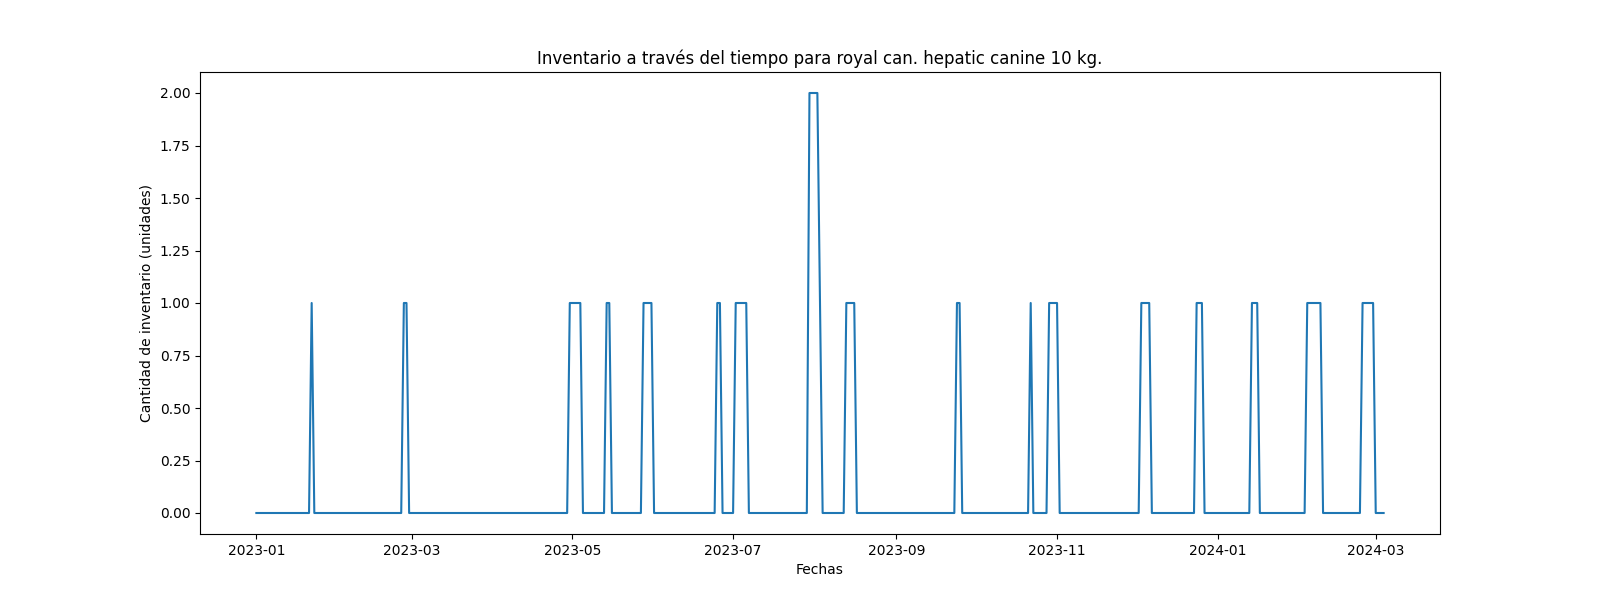 Inventario a través del tiempo para royal can. hepatic canine 10 kg.
Cantidad de inventario (unidades)
2.00
1.75
1.50
1.25
1.00
0.75
0.50
0.25
0.00
2023-01 2023-03 2023-05 2023-07 2023-09 2023-11 2024-01 2024-03
Fechas